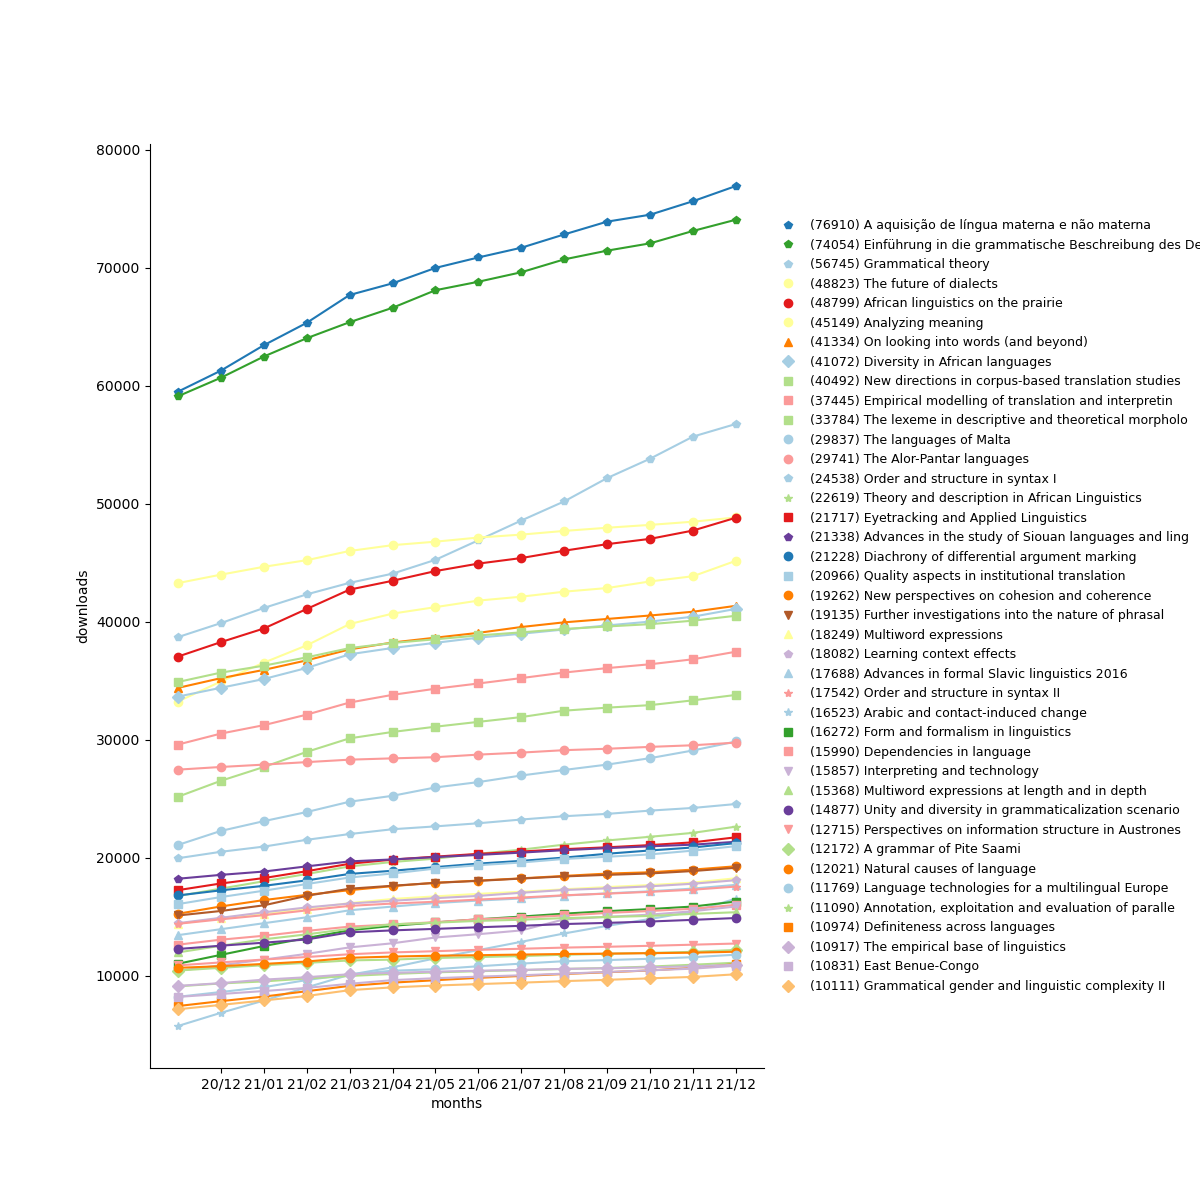 80000
70000
60000
50000
40000
30000
20000
10000
downloads
20/12 21/01 21/02 21/03 21/04 21/05 21/06 21/07 21/08 21/09 21/10 21/11 21/12
months
(76910) A aquisição de língua materna e não materna
(74054) Einführung in die grammatische Beschreibung des De
(56745) Grammatical theory
(48823) The future of dialects
(48799) African linguistics on the prairie
(45149) Analyzing meaning
(41334) On looking into words (and beyond)
(41072) Diversity in African languages
(40492) New directions in corpus-based translation studies
(37445) Empirical modelling of translation and interpretin
(33784) The lexeme in descriptive and theoretical morpholo
(29837) The languages of Malta
(29741) The Alor-Pantar languages
(24538) Order and structure in syntax I
(22619) Theory and description in African Linguistics
(21717) Eyetracking and Applied Linguistics
(21338) Advances in the study of Siouan languages and ling
(21228) Diachrony of differential argument marking
(20966) Quality aspects in institutional translation
(19262) New perspectives on cohesion and coherence
(19135) Further investigations into the nature of phrasal
(18249) Multiword expressions
(18082) Learning context effects
(17688) Advances in formal Slavic linguistics 2016
(17542) Order and structure in syntax II
(16523) Arabic and contact-induced change
(16272) Form and formalism in linguistics
(15990) Dependencies in language
(15857) Interpreting and technology
(15368) Multiword expressions at length and in depth
(14877) Unity and diversity in grammaticalization scenario
(12715) Perspectives on information structure in Austrones
(12172) A grammar of Pite Saami
(12021) Natural causes of language
(11769) Language technologies for a multilingual Europe
(11090) Annotation, exploitation and evaluation of paralle
(10974) Definiteness across languages
(10917) The empirical base of linguistics
(10831) East Benue-Congo
(10111) Grammatical gender and linguistic complexity II